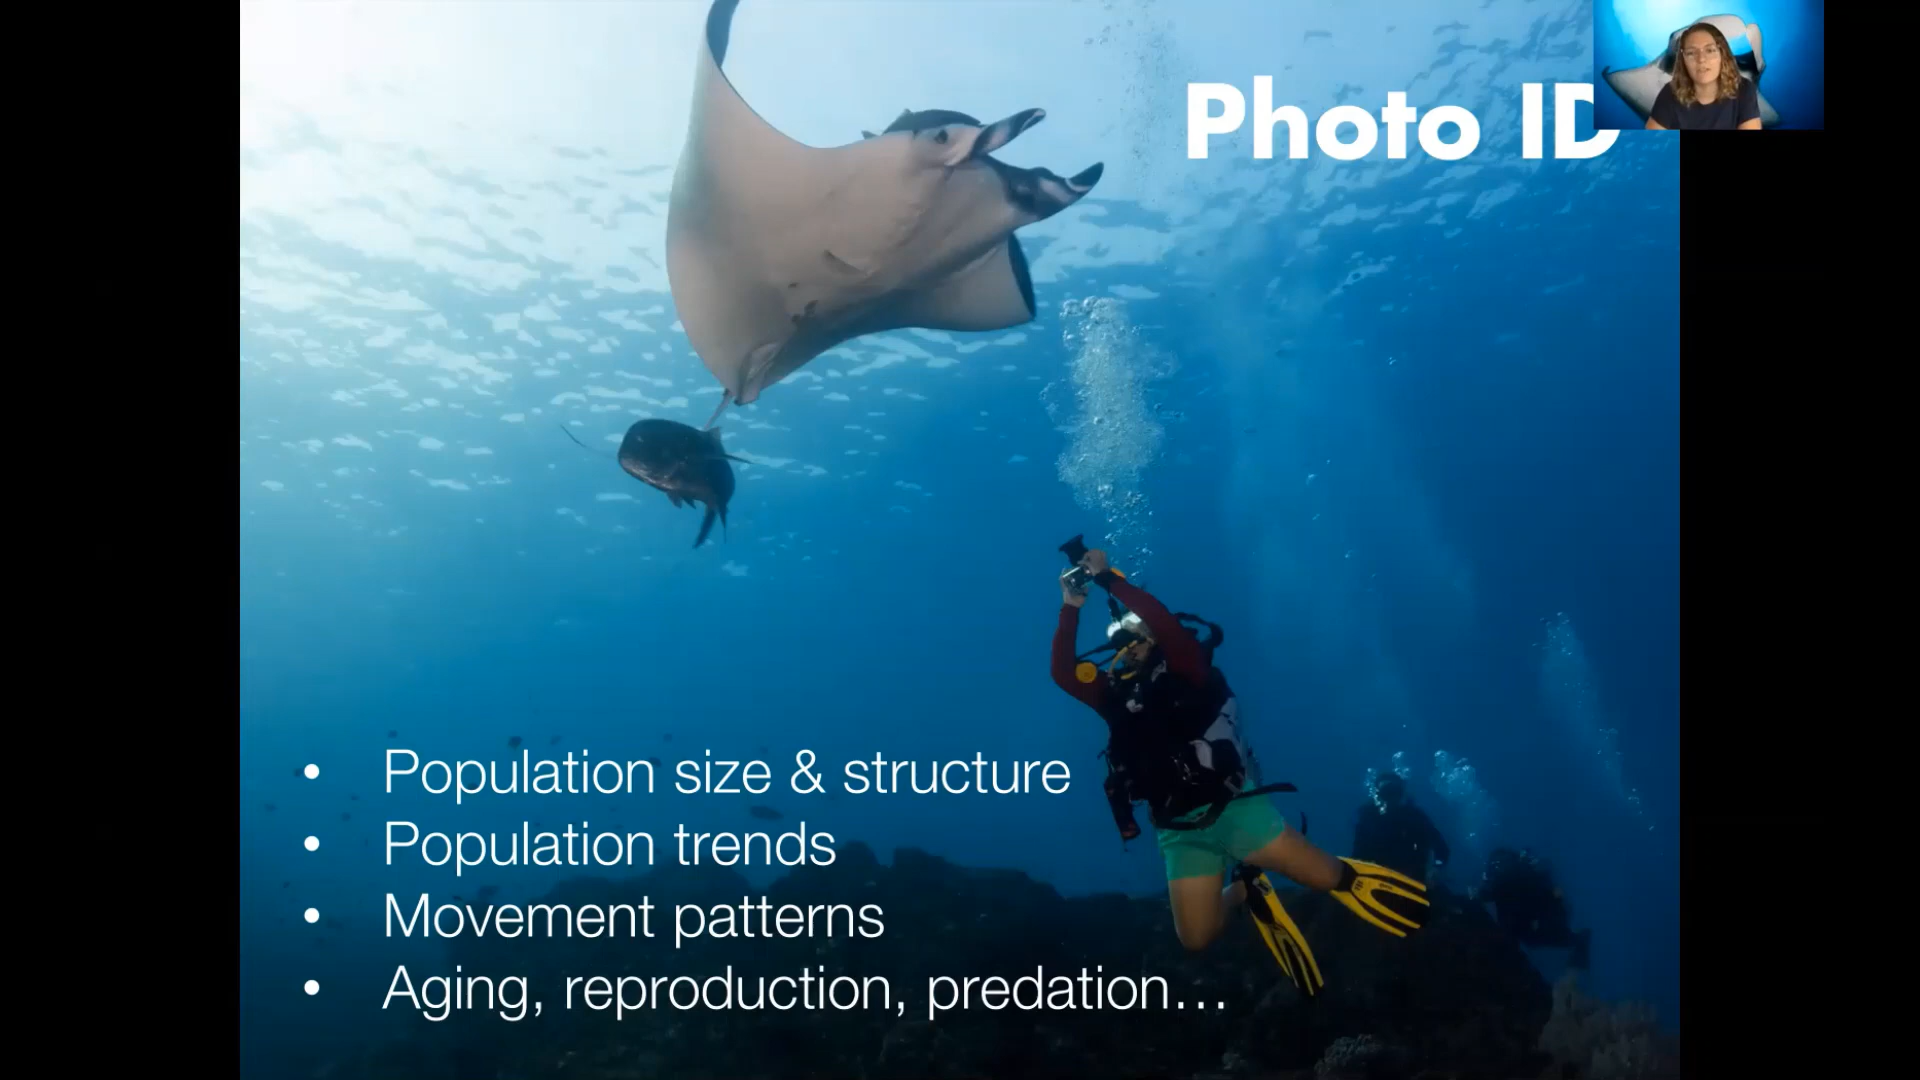 Photo ID
• Population size & structure
• Population trends
• Movement patterns
• Aging, reproduction, predation…